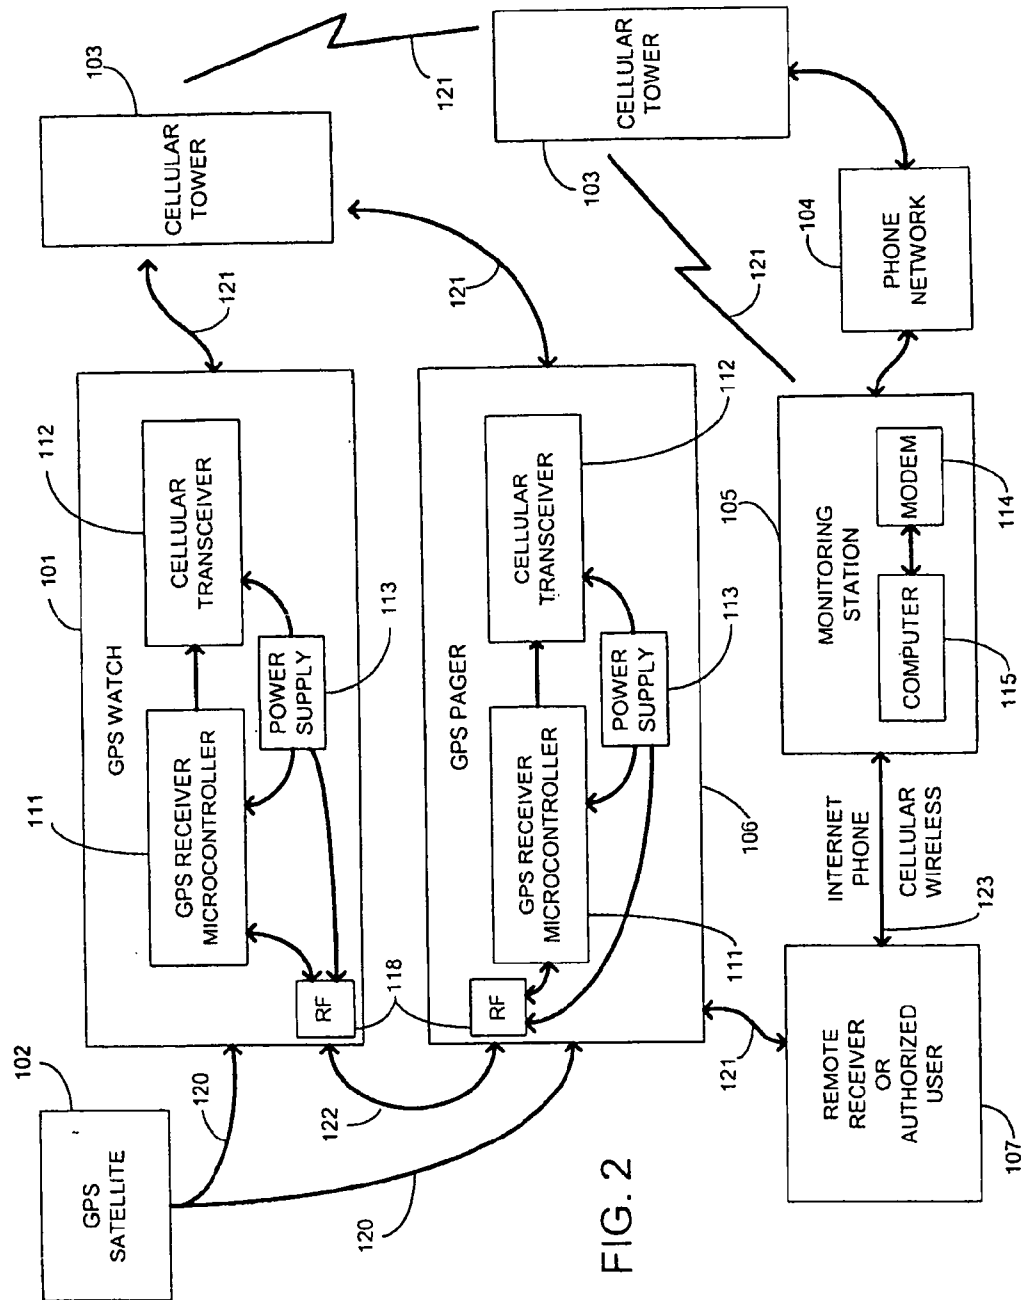 102
GPS
SATELLITE
120
120
101
GPS WATCH
111
GPS RECEIVER
MICROCONTROLLER
112
CELLULAR
TRANSCEIVER
POWER
SUPPLY
113
RF
118
122
121
103
CELLULAR
TOWER
121
GPS PAGER
GPS RECEIVER
MICROCONTROLLER
111
CELLULAR
TRANSCEIVER
112
POWER
SUPPLY
113
RF
106
121
121
CELLULAR
TOWER
103
121
104
PHONE
NETWORK
105
MONITORING
STATION
COMPUTER
MODEM
115
114
INTERNET
PHONE
CELLULAR
WIRELESS
123
REMOTE
RECEIVER
OR
AUTHORIZED
USER
107
FIG. 2